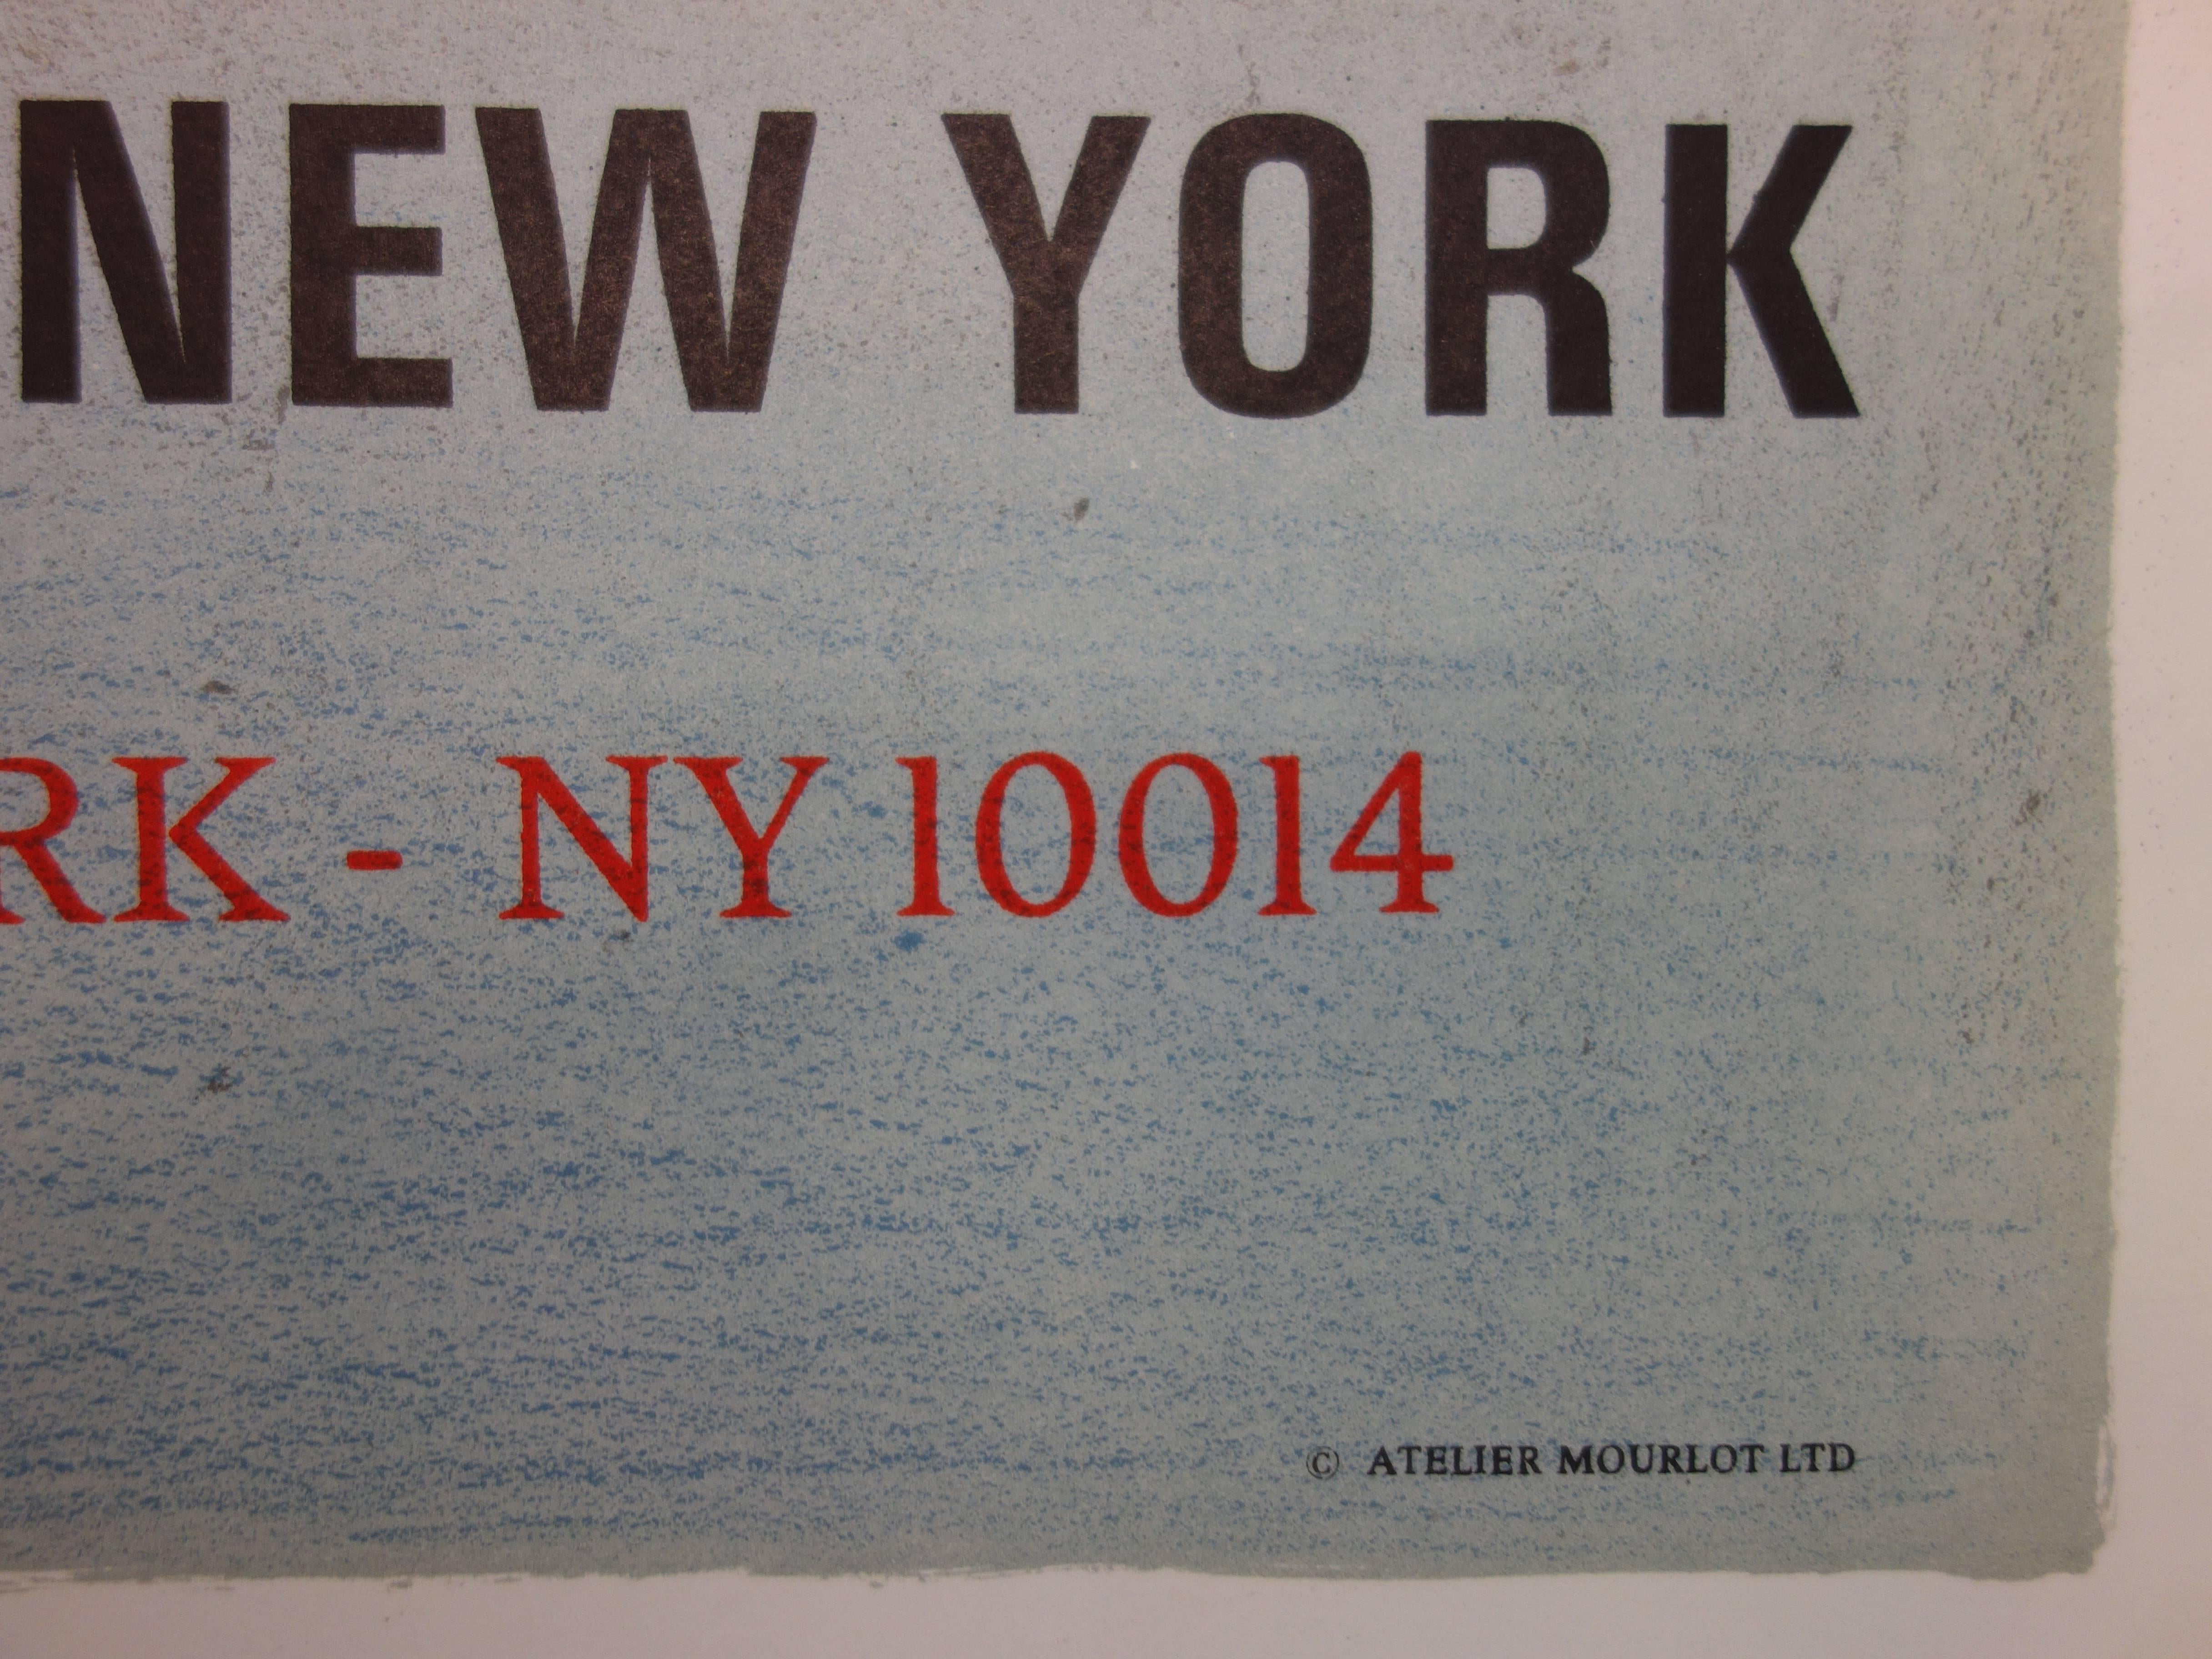 NEW YORK
RK - NY 10014
© ATELIER MOURLOT LTD